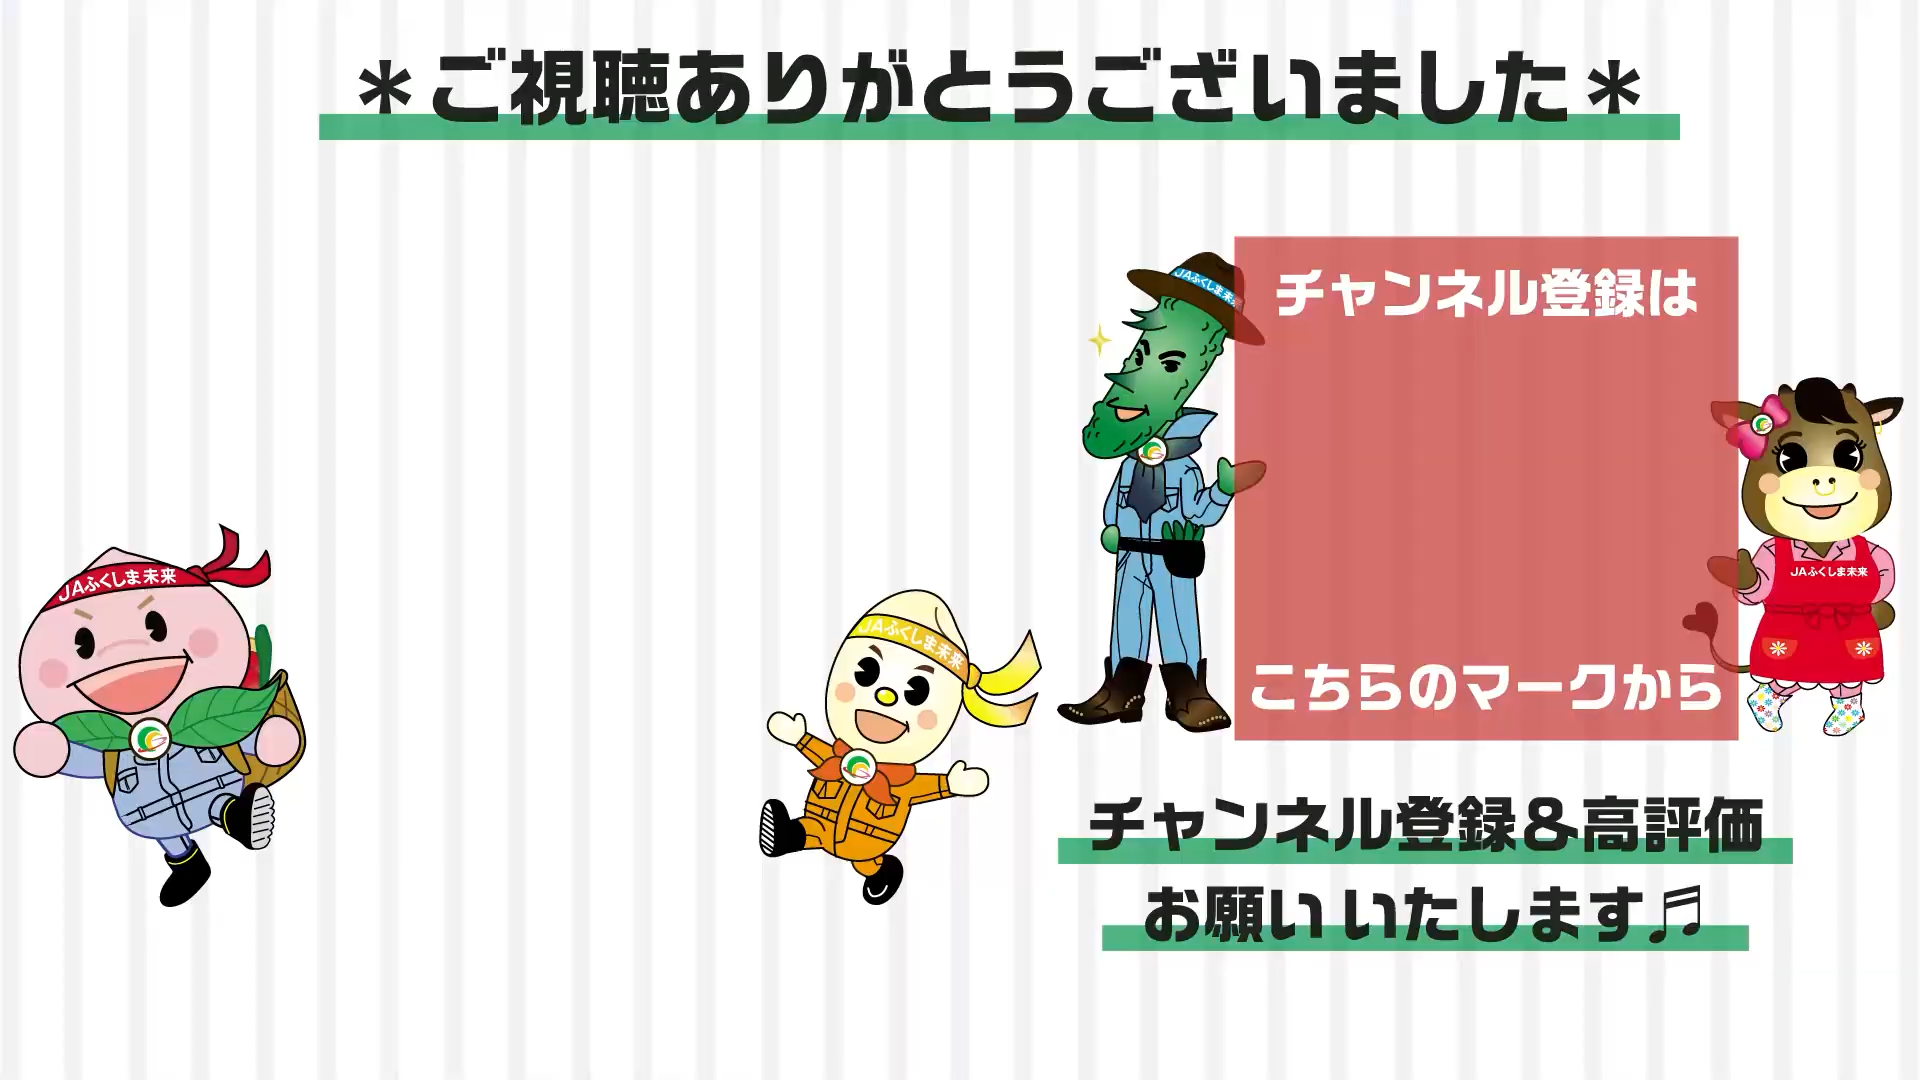 ＊ご視聴ありがとうございました＊
JAふくしま未来
チャンネル登録は
こちらのマークから
JAふくしま未来
JAふくしま未来
JAふくしま未来
チャンネル登録＆高評価
お願いいたします♬